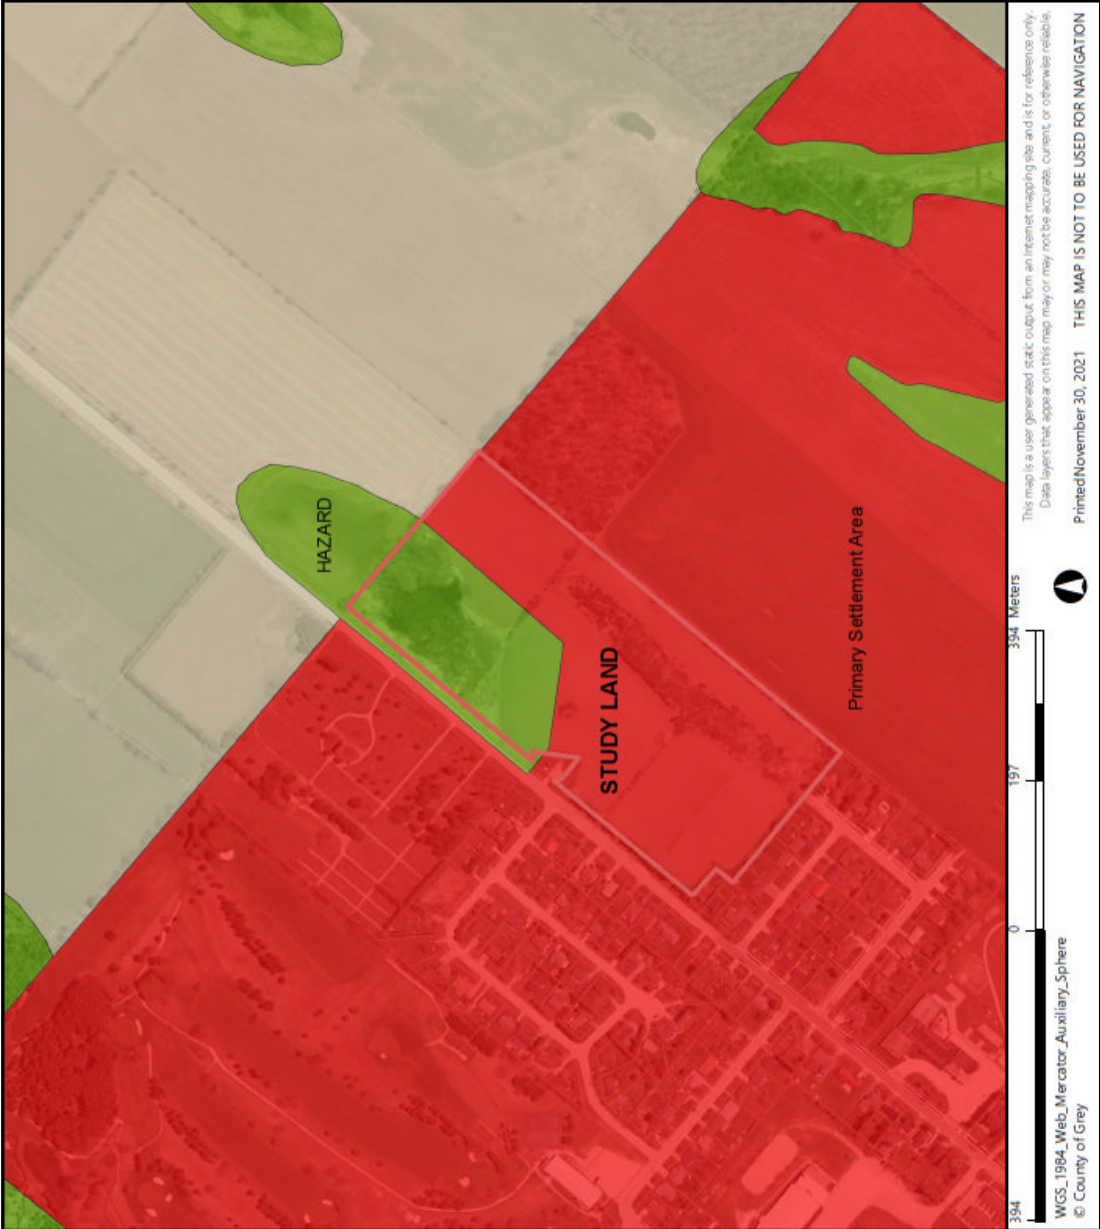 HAZARD
STUDY LAND
Primary Settlement Area
394
0
197
394 Meters
WGS_1984_Web_Mercator_Auxiliary_Sphere
© County of Grey
This map is a user generated static output from an Internet mapping site and is for reference only.
Data layers that appear on this map may or may not be accurate, current, or otherwise reliable.
Printed November 30, 2021
THIS MAP IS NOT TO BE USED FOR NAVIGATION